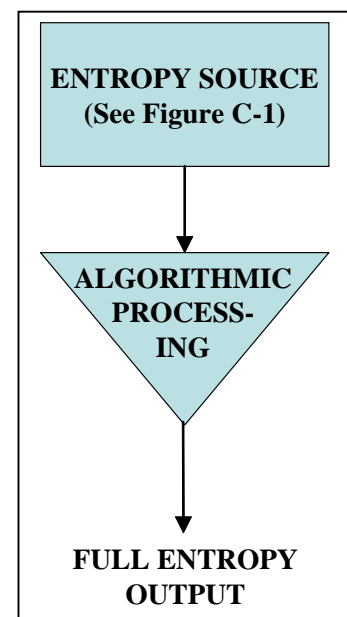 ENTROPY SOURCE
(See Figure C-1)
ALGORITHMIC
PROCESS-
ING
FULL ENTROPY
OUTPUT